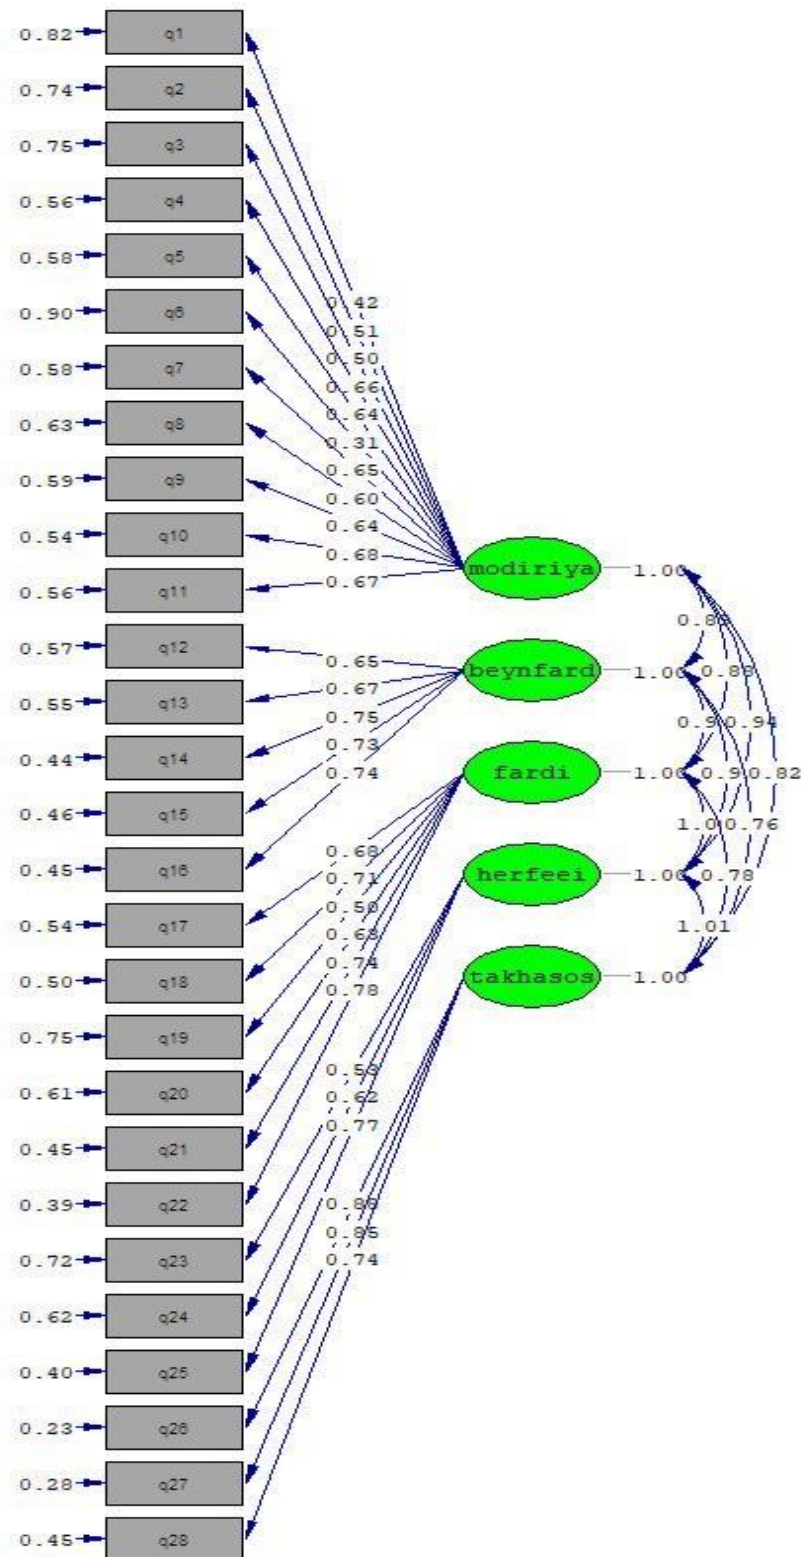 0.82 q1
0.74 q2
0.75 q3
0.56 q4
0.58 q5
0.90 q6
0.58 q7
0.63 q8
0.59 q9
0.54 q10
0.56 q11
0.57 q12
0.55 q13
0.44 q14
0.46 q15
0.45 q16
0.54 q17
0.50 q18
0.75 q19
0.61 q20
0.45 q21
0.39 q22
0.72 q23
0.62 q24
0.40 q25
0.23 q26
0.28 q27
0.45 q28
0.42
0.51
0.50
0.66
0.64
0.31
0.65
0.60
0.64
0.68
0.67
0.65
0.67
0.75
0.73
0.74
0.68
0.71
0.50
0.63
0.74
0.78
0.53
0.62
0.77
0.88
0.85
0.74
modiriya 1.00
beynfard 1.00
0.88
0.94
fardi 1.00
0.82
0.76
herfeei 1.00
0.78
1.01
takhasos 1.00